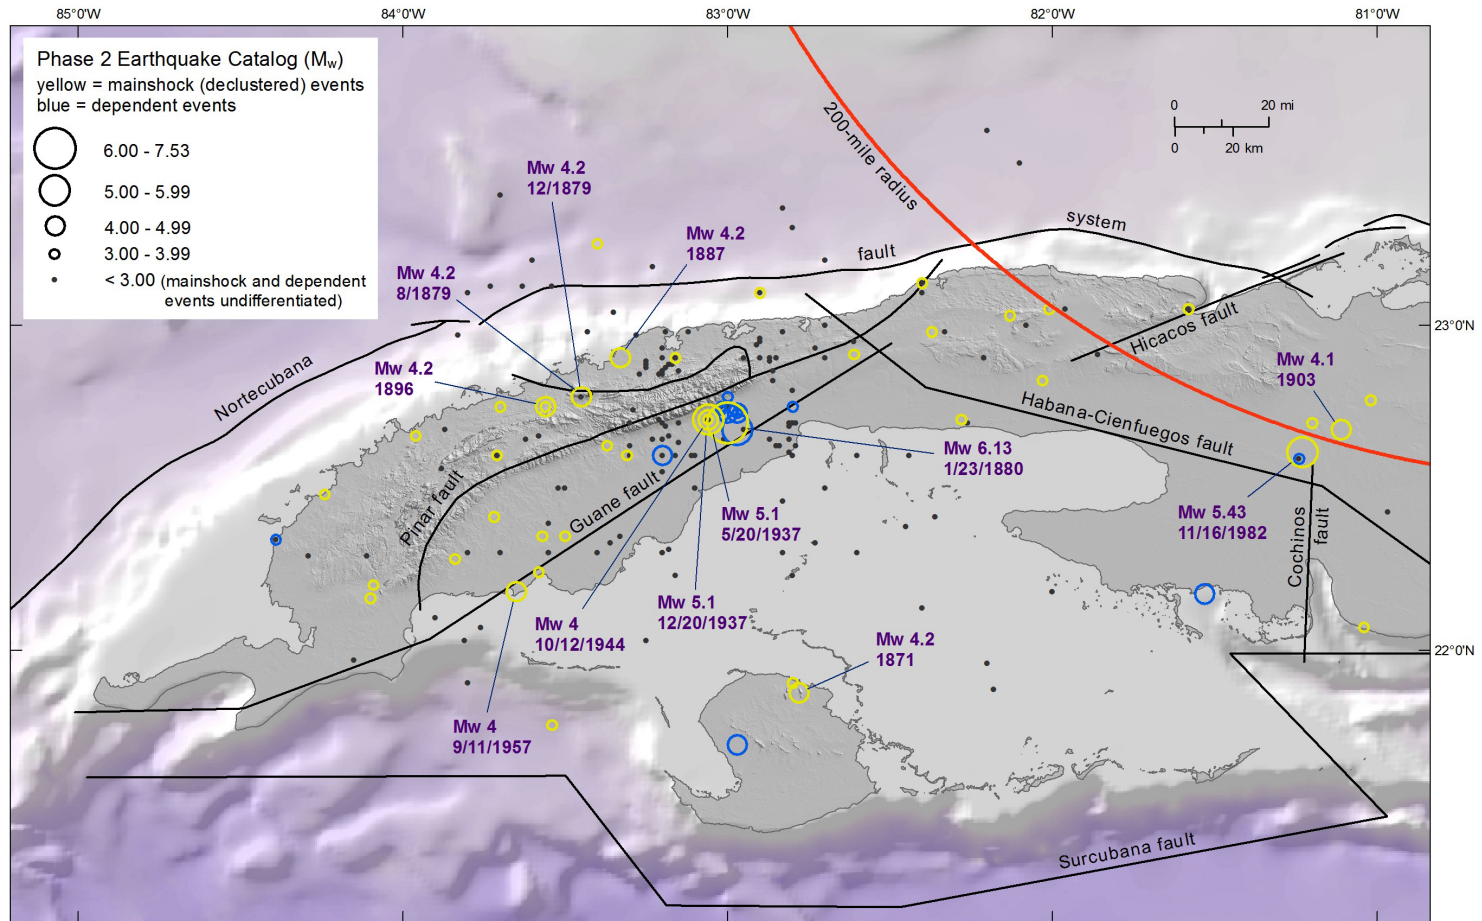 85°0'W
84°0'W
83°0'W
82°0'W
81°0'W
Phase 2 Earthquake Catalog (Mw)
yellow = mainshock (declustered) events
blue = dependent events
6.00 - 7.53
5.00 - 5.99
4.00 - 4.99
3.00 - 3.99
< 3.00 (mainshock and dependent
events undifferentiated)
0 20 mi
0 20 km
200-mile radius
Mw 4.2
12/1879
Mw 4.2
1887
Mw 4.2
8/1879
Mw 4.2
1896
Nortecubana
fault
system
23°0'N
Hicacos fault
Mw 4.1
1903
Habana-Cienfuegos fault
Mw 6.13
1/23/1880
Pinar fault
Guane fault
Mw 5.1
5/20/1937
Mw 5.43
11/16/1982
Cochinos
fault
Mw 5.1
12/20/1937
Mw 4
10/12/1944
Mw 4.2
1871
22°0'N
Mw 4
9/11/1957
Surcubana fault